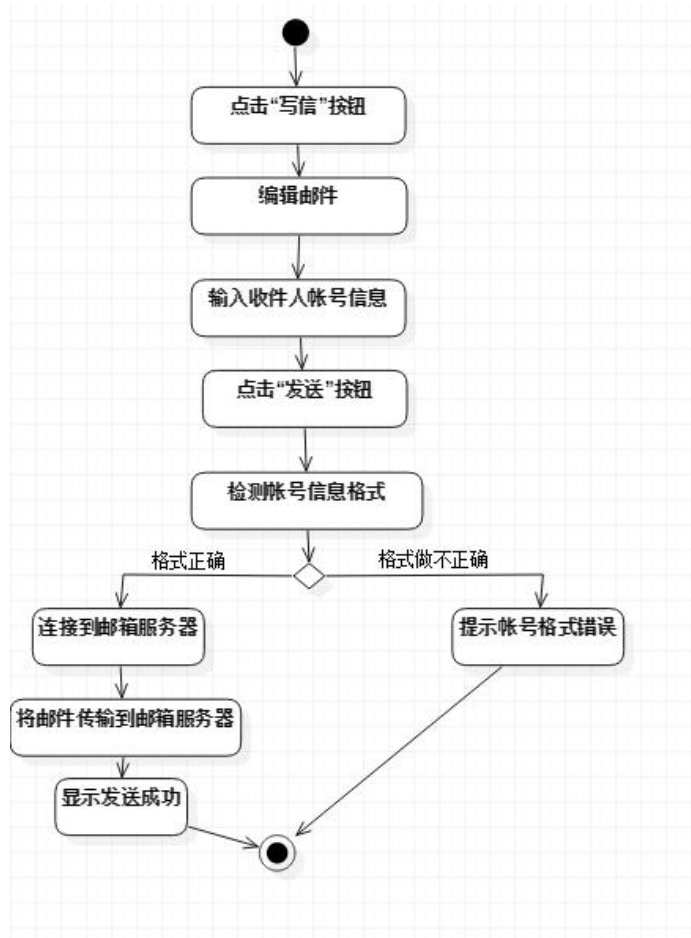 点击“写信”按钮
编辑邮件
输入收件人帐号信息
点击“发送”按钮
检测帐号信息格式
格式正确
格式做不正确
连接到邮箱服务器
提示帐号格式错误
将邮件传输到邮箱服务器
显示发送成功